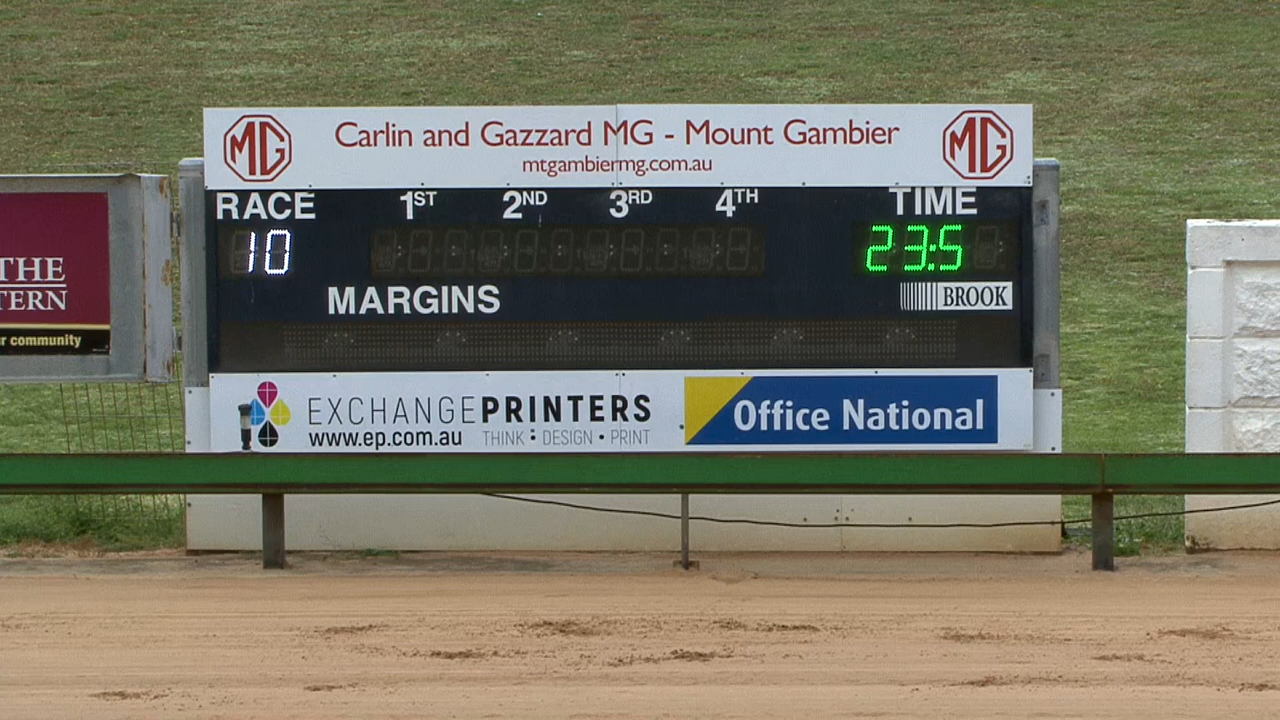 MG
Carlin and Gazzard MG - Mount Gambier
MG
mtgambiermg.com.au
RACE 1ST 2ND 3RD 4TH TIME
10 23:5
MARGINS
BROOK
THE
TERN
r community
EXCHANGEPRINTERS
www.ep.com.au THINK : DESIGN • PRINT
Office National